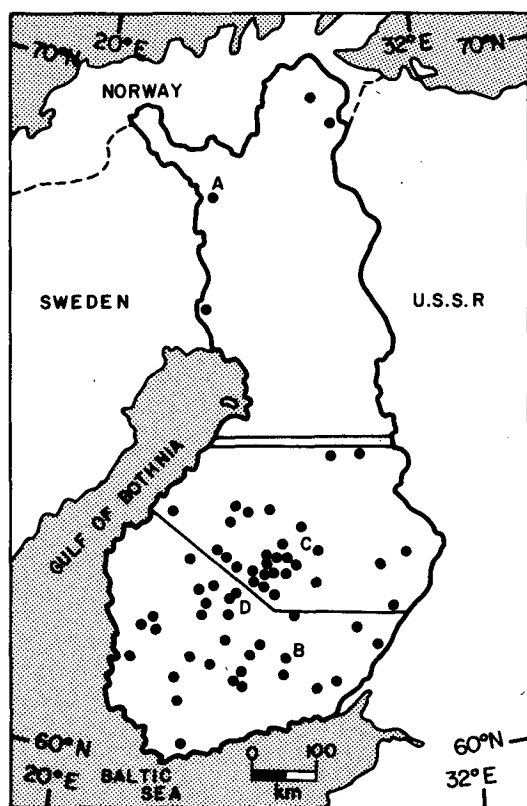 20°E
32°E
70°N
70°N
NORWAY
A
SWEDEN
U.S.S.R
GULF OF BOTHNIA
C
D
B
60°N
60°N
0 100
km
20°E
BALTIC
SEA
32°E